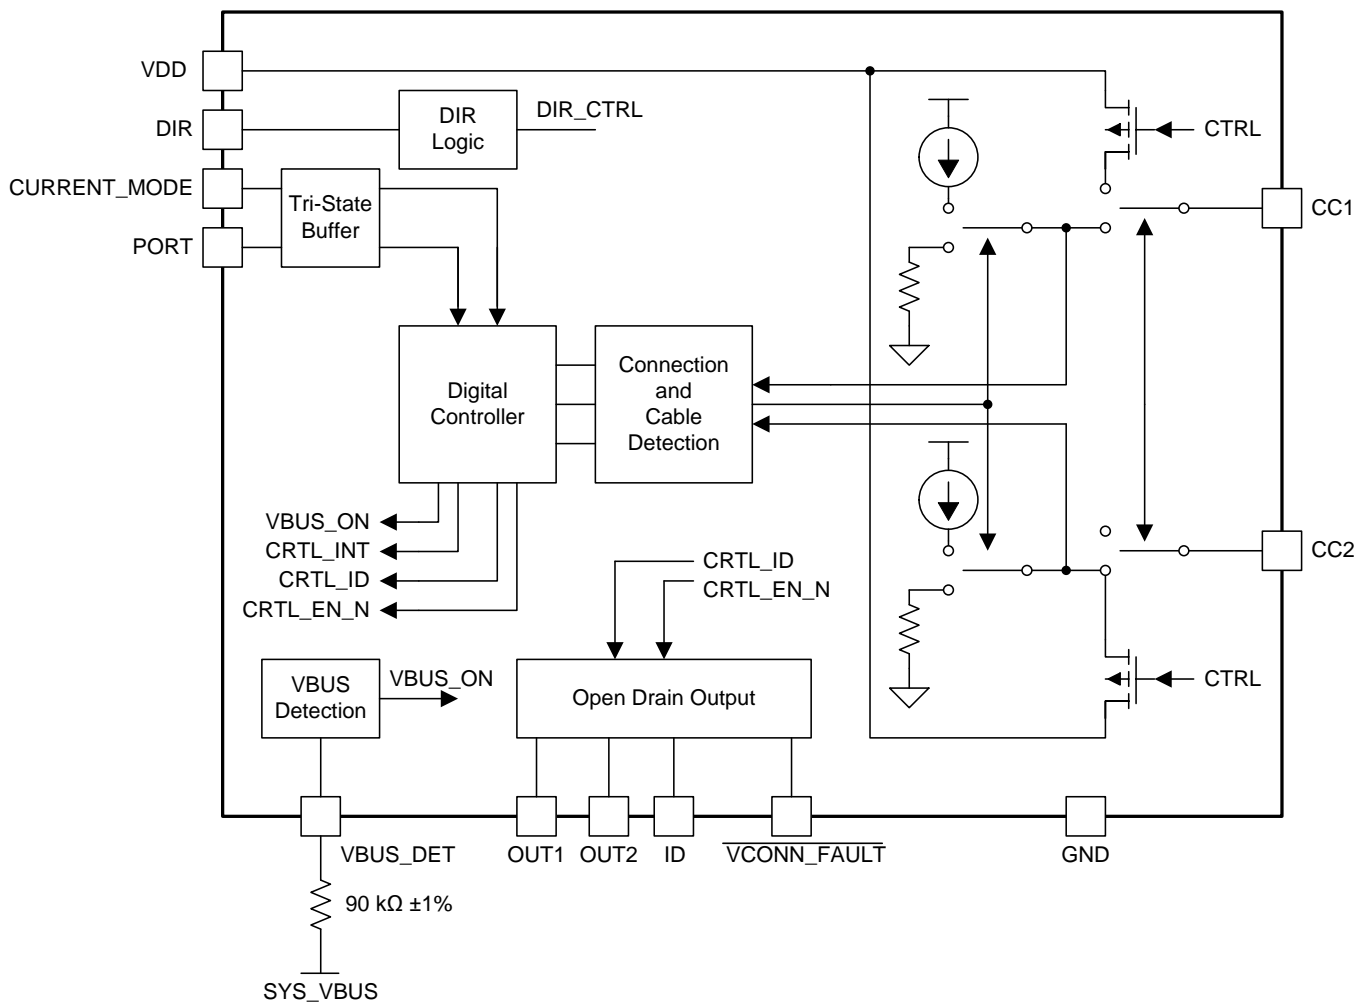 VDD
DIR
CURRENT_MODE
PORT
DIR
Logic
DIR_CTRL
Tri-State
Buffer
CTRL
CC1
Digital
Controller
Connection
and
Cable
Detection
VBUS_ON
CRTL_INT
CRTL_ID
CRTL_EN_N
CRTL_ID
CRTL_EN_N
CC2
VBUS
Detection
VBUS_ON
Open Drain Output
CTRL
VBUS_DET
OUT1
OUT2
ID
VCONN_FAULT
GND
90 kΩ ±1%
SYS_VBUS